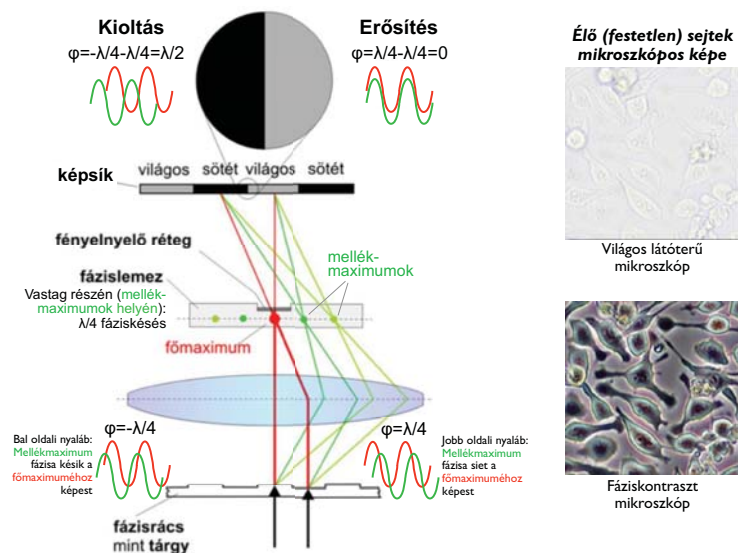 Kioltás
φ=-λ/4-λ/4=λ/2
Erősítés
φ=λ/4-λ/4=0
Élő (festetlen) sejtek
mikroszkópos képe
képsík
világos sötét világos sötét
fényelnyelő réteg
mellék-
maximumok
fázislemez
Vastag részén (mellék-
maximumok helyén):
λ/4 fáziskésés
főmaximum
Világos látóterű
mikroszkóp
φ=-λ/4
Bal oldali nyaláb:
Mellékmaximum
fázisa késik a
főmaximuméhoz
képest
φ=λ/4
Jobb oldali nyaláb:
Mellékmaximum
fázisa siet a
főmaximuméhoz
képest
fázisrács
mint tárgy
Fáziskontraszt
mikroszkóp